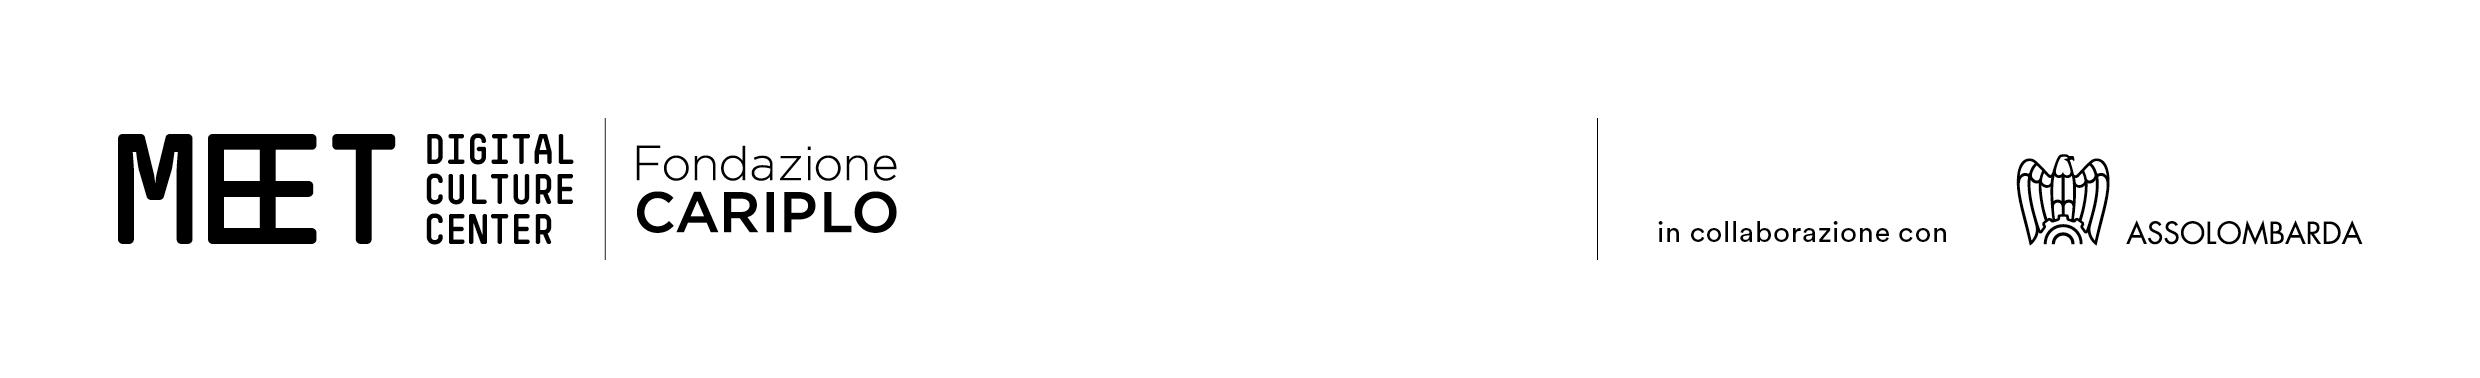 MEET
DIGITAL
CULTURE
CENTER
Fondazione
CARIPLO
in collaborazione con
ASSOLOMBARDA